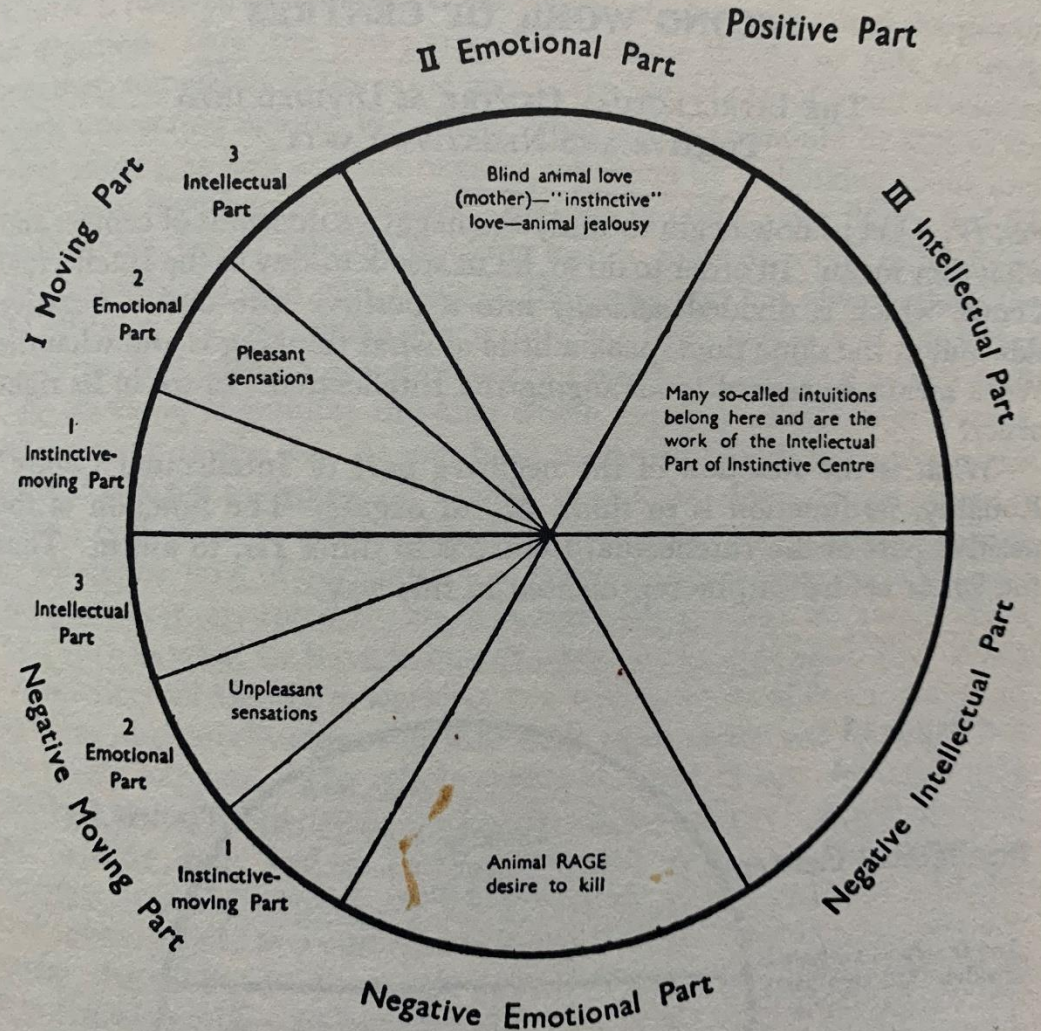 Positive Part
II Emotional Part
3
Intellectual
Part
I Moving Part
2
Emotional
Part
1
Instinctive-
moving Part
Blind animal love
(mother)—"instinctive"
love—animal jealousy
Pleasant
sensations
III Intellectual Part
Many so-called intuitions
belong here and are the
work of the Intellectual
Part of Instinctive Centre
3
Intellectual
Part
Negative Moving Part
2
Emotional
Part
1
Instinctive-
moving Part
Unpleasant
sensations
Animal RAGE
desire to kill
Negative Intellectual Part
Negative Emotional Part